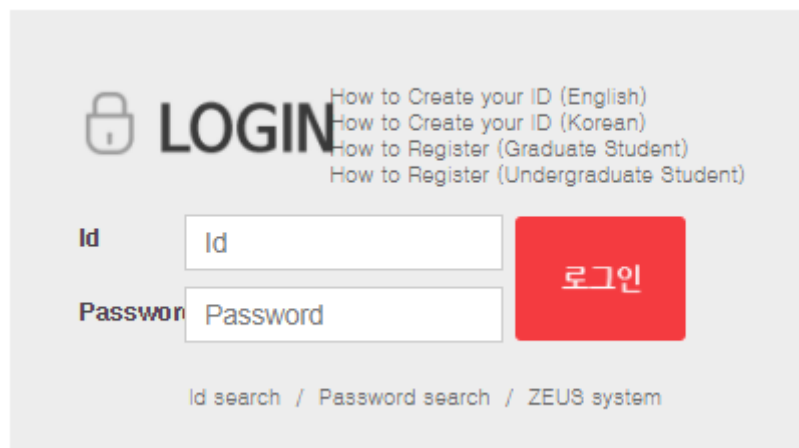 LOGIN
How to Create your ID (English)
How to Create your ID (Korean)
How to Register (Graduate Student)
How to Register (Undergraduate Student)
Id
Id
로그인
Passwor
Password
Id search / Password search / ZEUS system